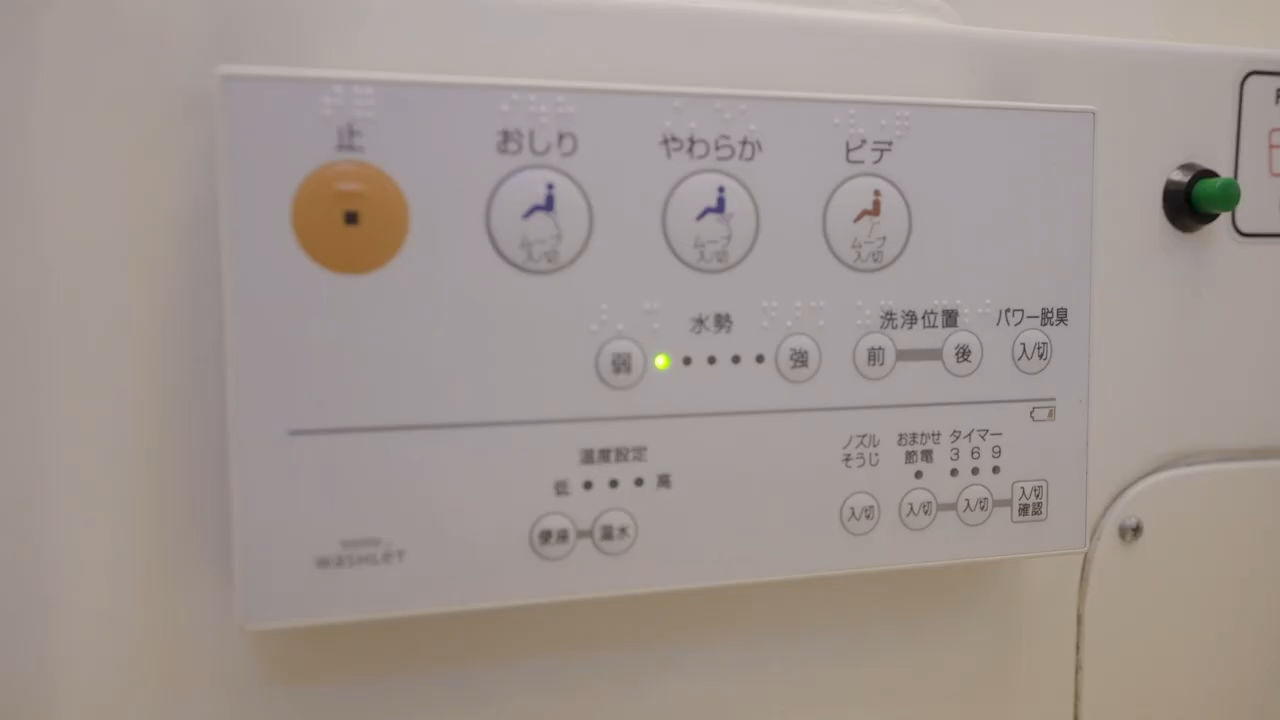 止
おしり
やわらか
ビデ
ムーブ
入/切
ムーブ
入/切
ムーブ
入/切
水勢
弱
強
洗浄位置
前
後
パワー脱臭
入/切
温度設定
低
高
便座
温水
ノズル
そうじ
入/切
おまかせ
節電
入/切
タイマー
3 6 9
入/切
入/切
確認
WASHLET